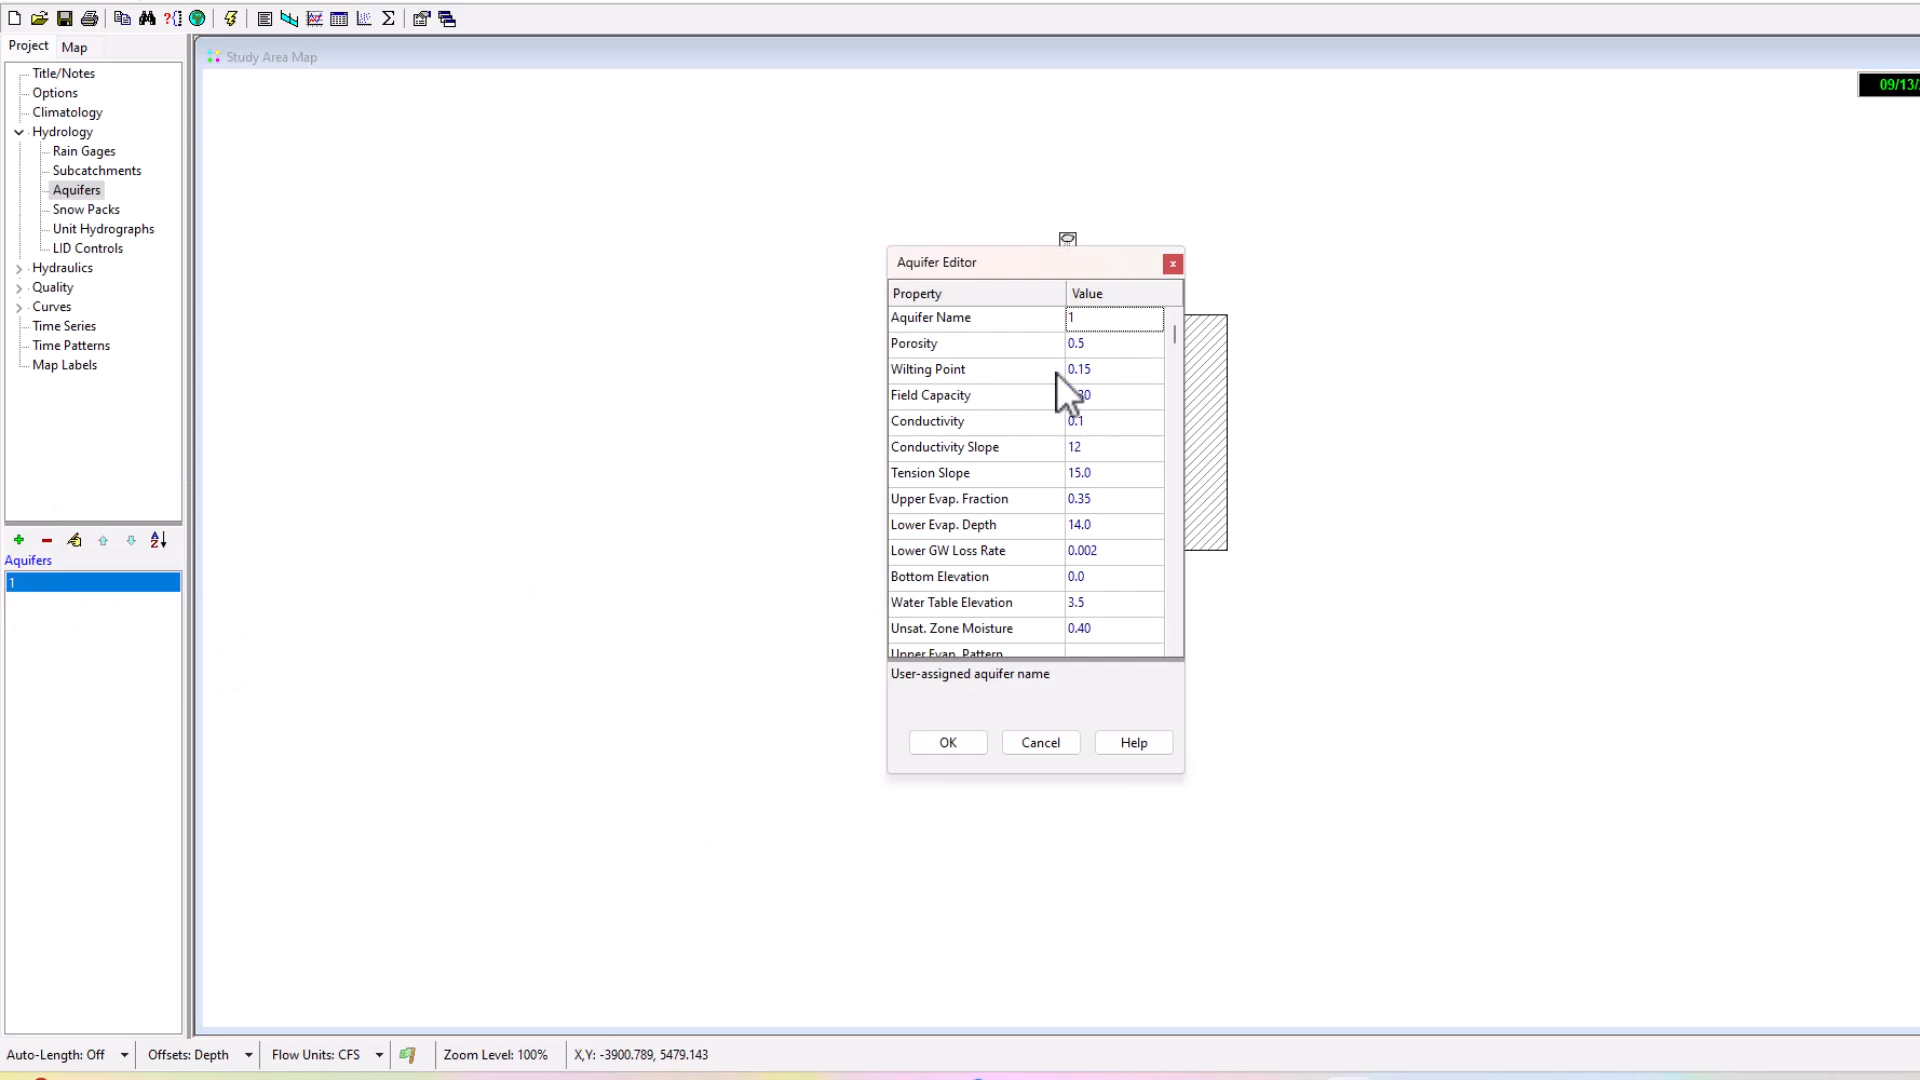 Project Map
Title/Notes
Options
Climatology
Hydrology
Rain Gages
Subcatchments
Aquifers
Snow Packs
Unit Hydrographs
LID Controls
Hydraulics
Quality
Curves
Time Series
Time Patterns
Map Labels
Aquifers
1
Study Area Map
09/13/
Aquifer Editor
Property Value
Aquifer Name 1
Porosity 0.5
Wilting Point 0.15
Field Capacity
Conductivity 0.1
Conductivity Slope 12
Tension Slope 15.0
Upper Evap. Fraction 0.35
Lower Evap. Depth 14.0
Lower GW Loss Rate 0.002
Bottom Elevation 0.0
Water Table Elevation 3.5
Unsat. Zone Moisture 0.40
Upper Evap. Pattern
User-assigned aquifer name
OK Cancel Help
Auto-Length: Off Offsets: Depth Flow Units: CFS Zoom Level: 100% X,Y: -3900.789, 5479.143